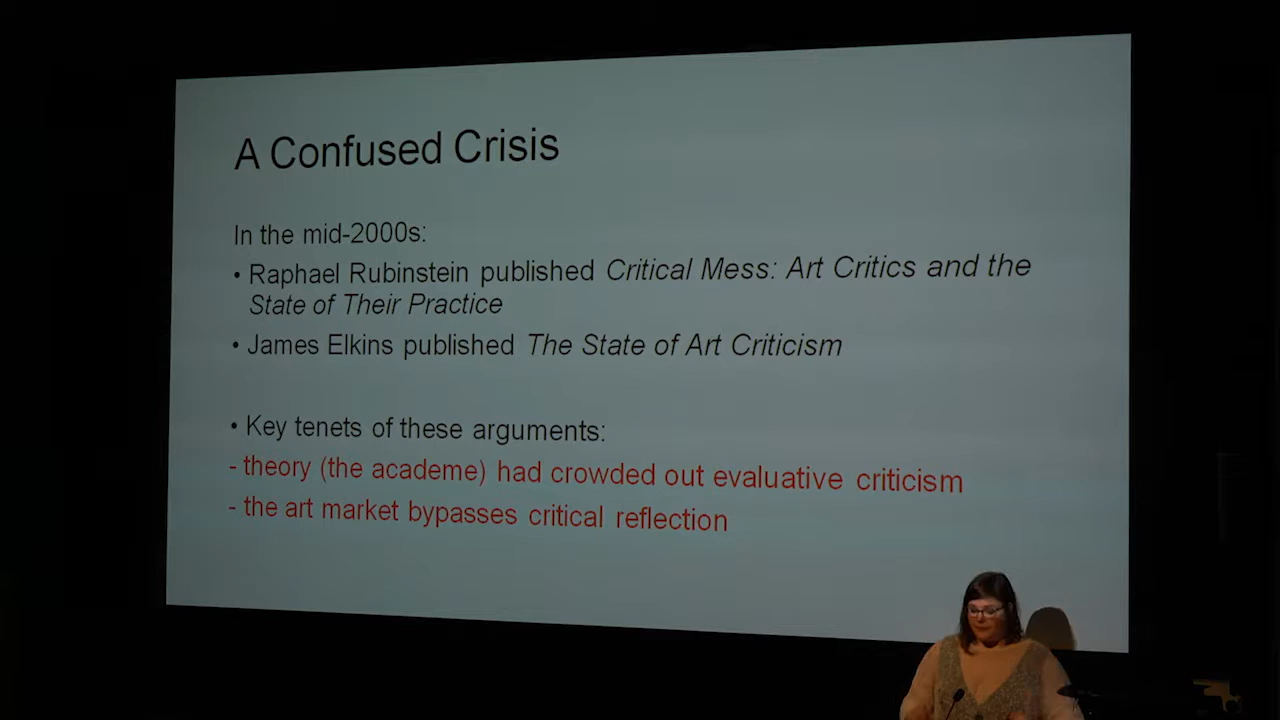 A Confused Crisis
In the mid-2000s:
• Raphael Rubinstein published Critical Mess: Art Critics and the
State of Their Practice
• James Elkins published The State of Art Criticism
• Key tenets of these arguments:
- theory (the academe) had crowded out evaluative criticism
- the art market bypasses critical reflection